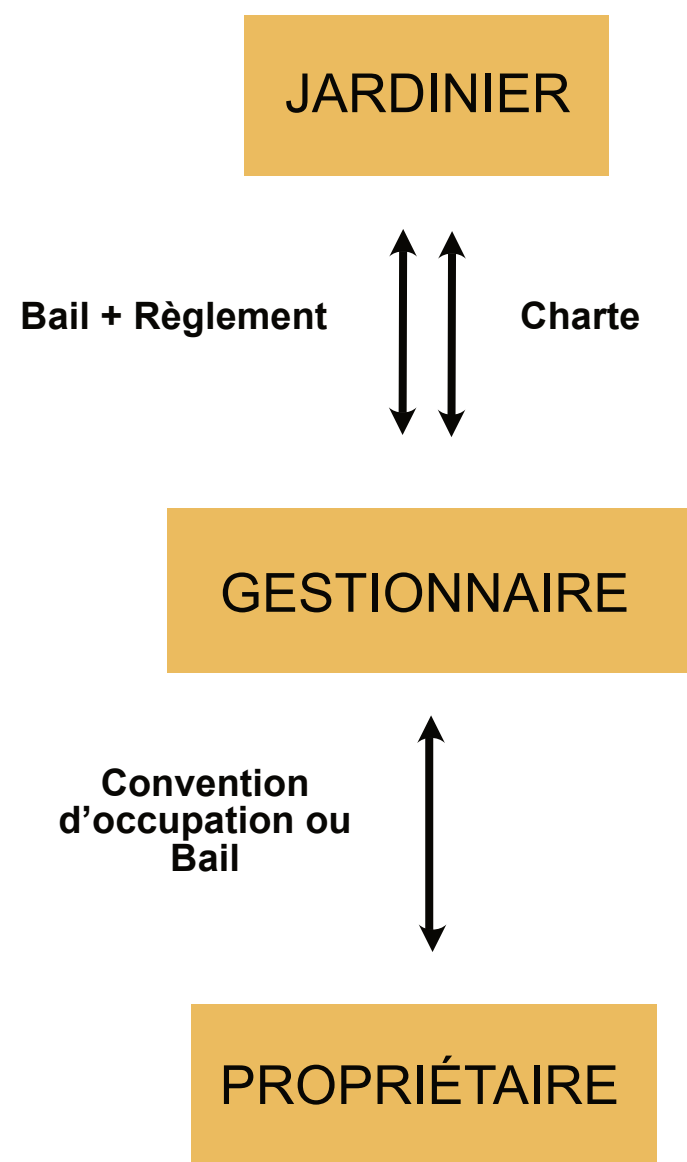 JARDINIER
Bail + Règlement
Charte
GESTIONNAIRE
Convention
d’occupation ou
Bail
PROPRIÉTAIRE